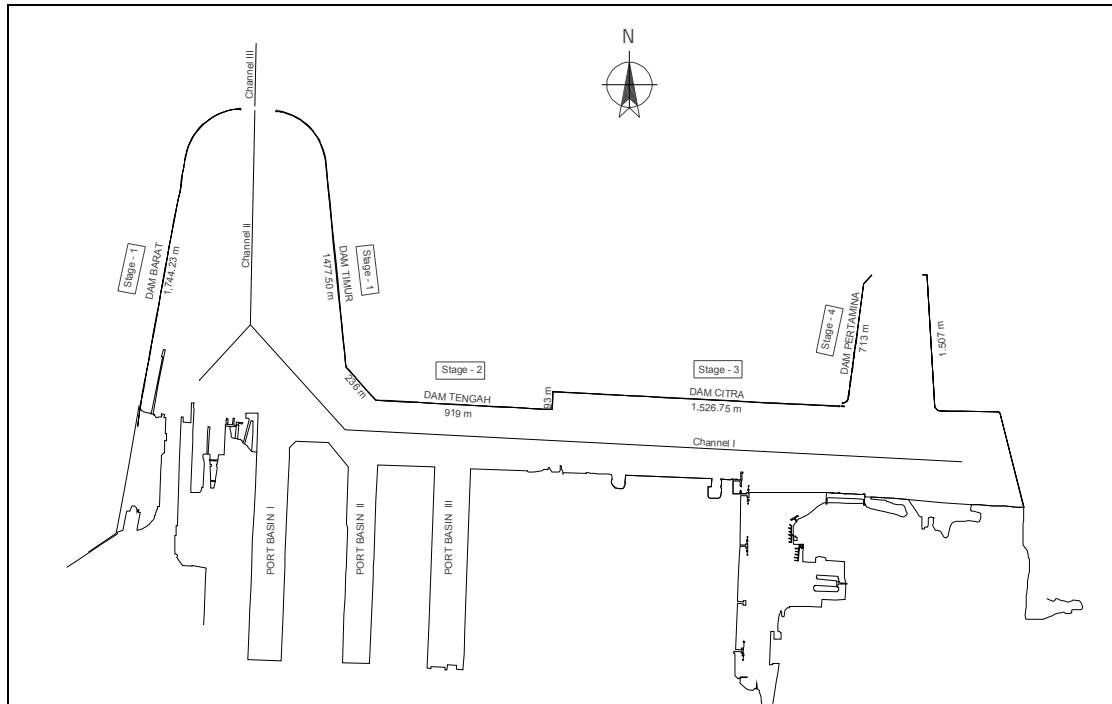 N
Channel III
Channel II
Stage - 1
DAM BARAT
1,744.23 m
DAM TIMUR
1477.50 m
Stage - 1
236 m
Stage - 2
DAM TENGAH
919 m
93 m
Stage - 3
DAM CITRA
1,526.75 m
Stage - 4
DAM PERTAMINA
713 m
1.507 m
Channel I
PORT BASIN I
PORT BASIN II
PORT BASIN III